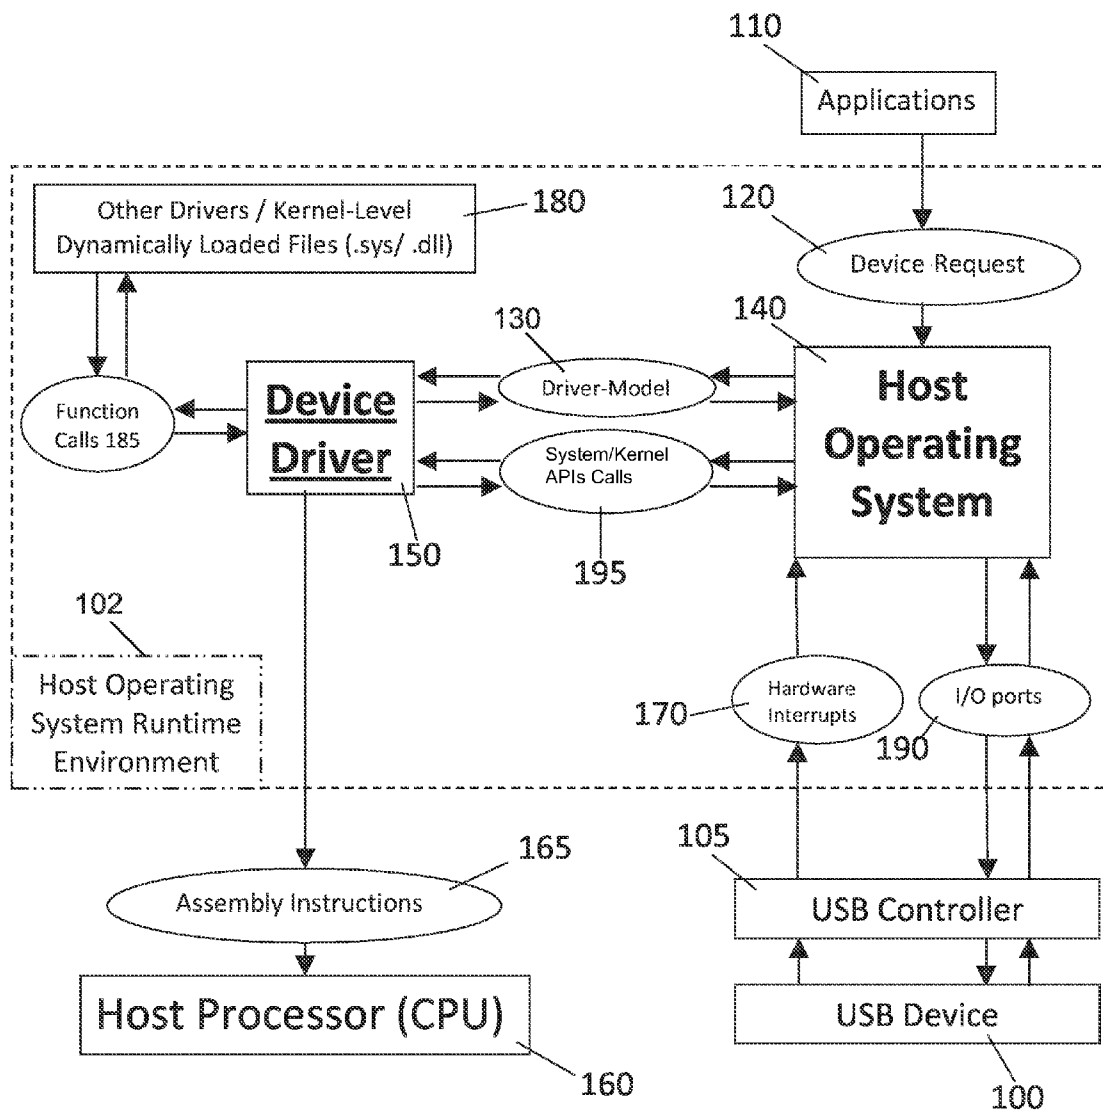 110
Applications
Other Drivers / Kernel-Level
Dynamically Loaded Files (.sys/ .dll)
180
120
Device Request
130
140
Driver-Model
Function
Calls 185
Device
Driver
System/Kernel
APIs Calls
Host
Operating
System
150
195
102
Host Operating
System Runtime
Environment
170
Hardware
Interrupts
I/O ports
190
165
Assembly Instructions
105
USB Controller
Host Processor (CPU)
160
USB Device
100